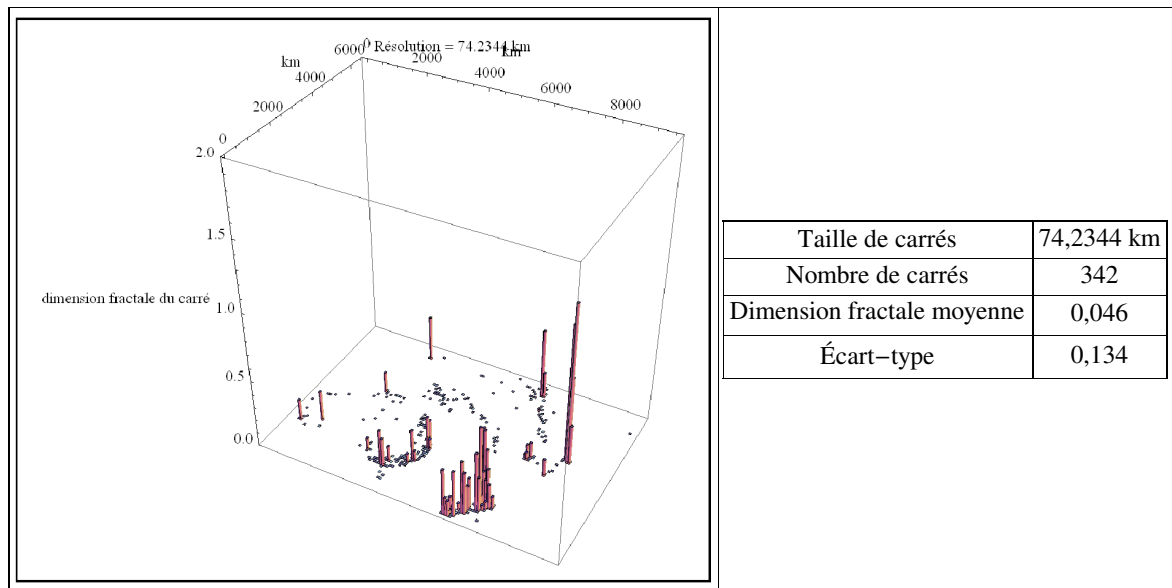 0
Résolution = 74.2344 km
km
6000
2000
km
4000
4000
6000
2000
8000
0
2.0
1.5
dimension fractale du carré
1.0
0.5
0.0
Taille de carrés 74,2344 km
Nombre de carrés 342
Dimension fractale moyenne 0,046
Écart−type 0,134